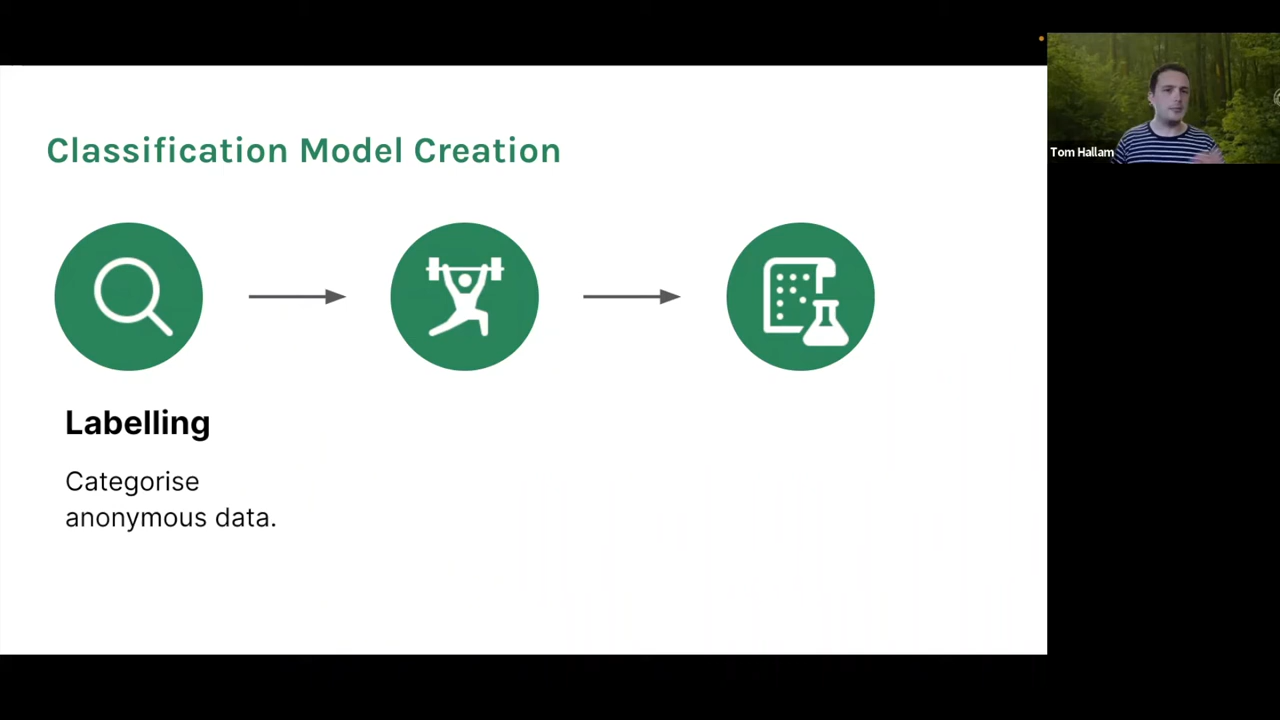 Classification Model Creation
Tom Hallam
Labelling
Categorise
anonymous data.